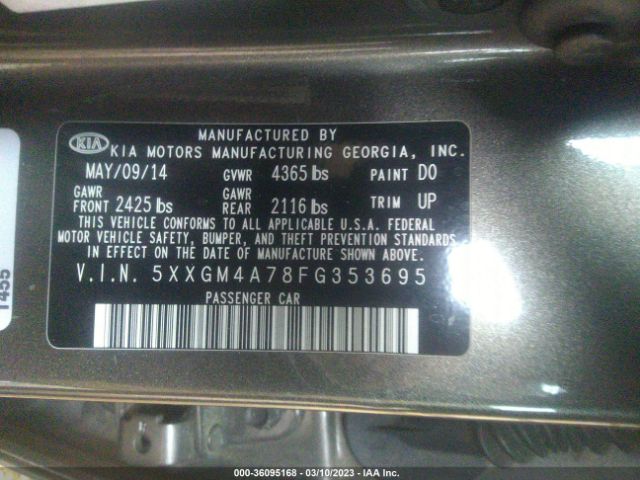 KIA
MANUFACTURED BY
KIA MOTORS MANUFACTURING GEORGIA, INC.
MAY/09/14 GVWR 4365 lbs PAINT DO
GAWR FRONT 2425 lbs GAWR REAR 2116 lbs TRIM UP
THIS VEHICLE CONFORMS TO ALL APPLICABLE U.S.A. FEDERAL
MOTOR VEHICLE SAFETY, BUMPER, AND THEFT PREVENTION STANDARDS
IN EFFECT ON THE DATE OF MANUFACTURE SHOWN ABOVE.
V.I.N. 5XXGM4A78FG353695
PASSENGER CAR
1455
000-36095168 - 03/10/2023 - IAA Inc.